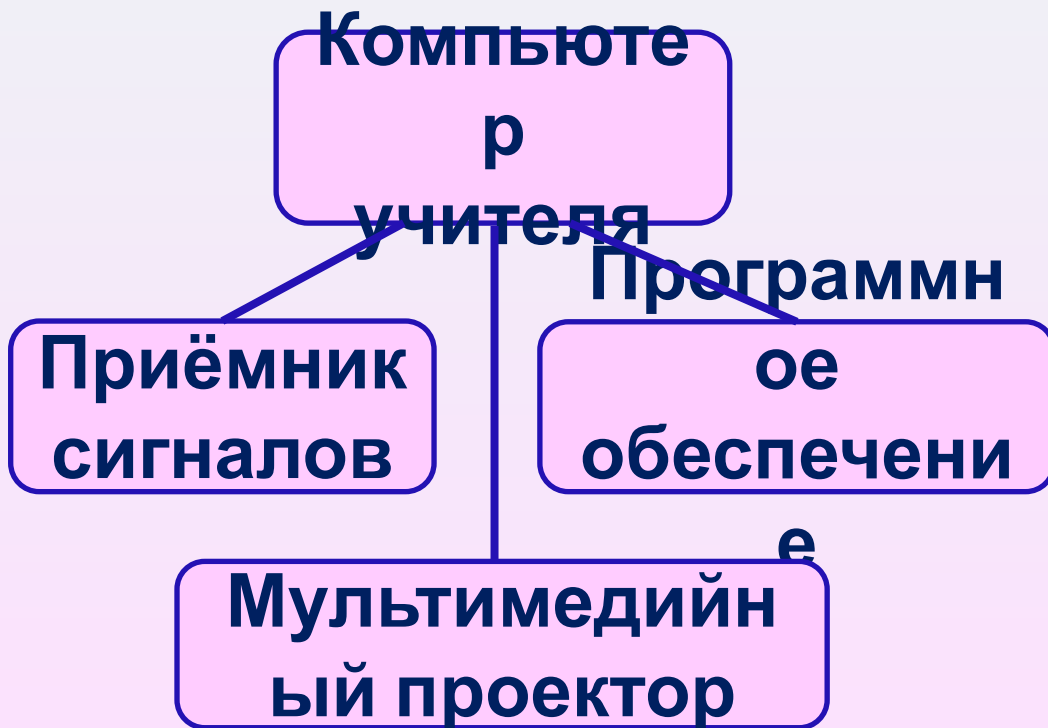 Компьюте
р
учителя
Приёмник
сигналов
Программн
ое
обеспечени
е
Мультимедийн
ый проектор